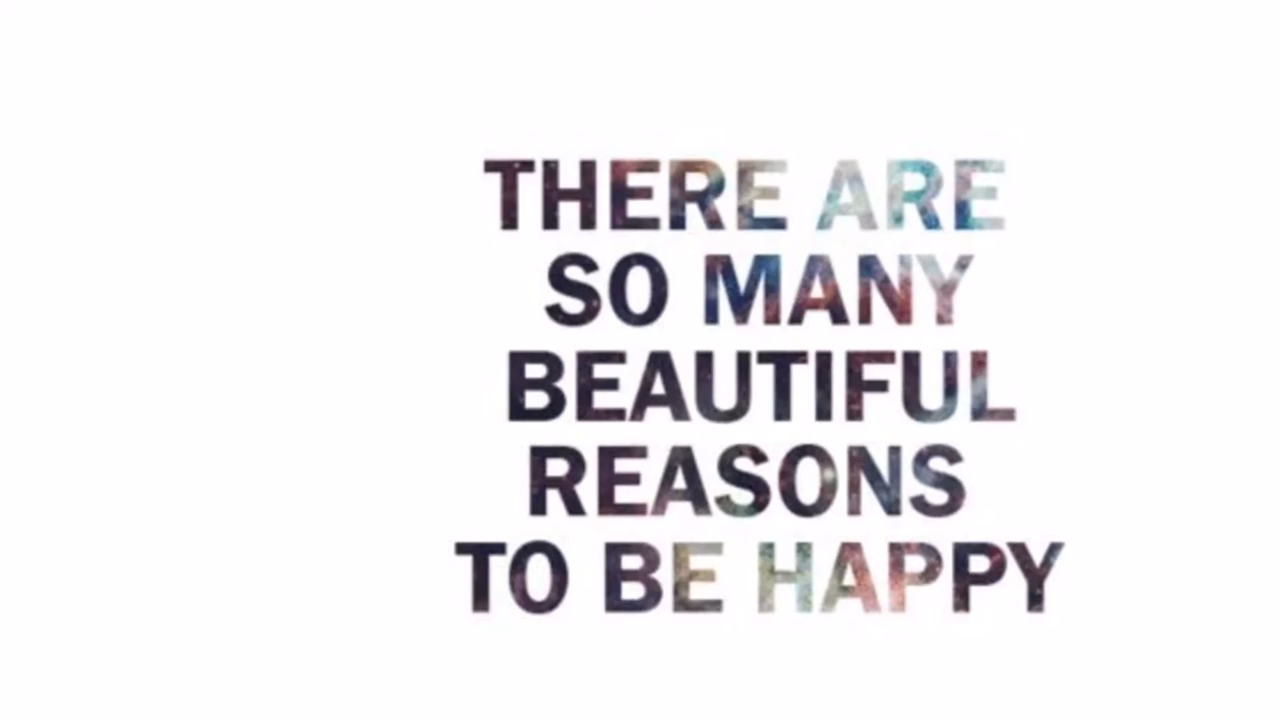 THERE ARE
SO MANY
BEAUTIFUL
REASONS
TO BE HAPPY